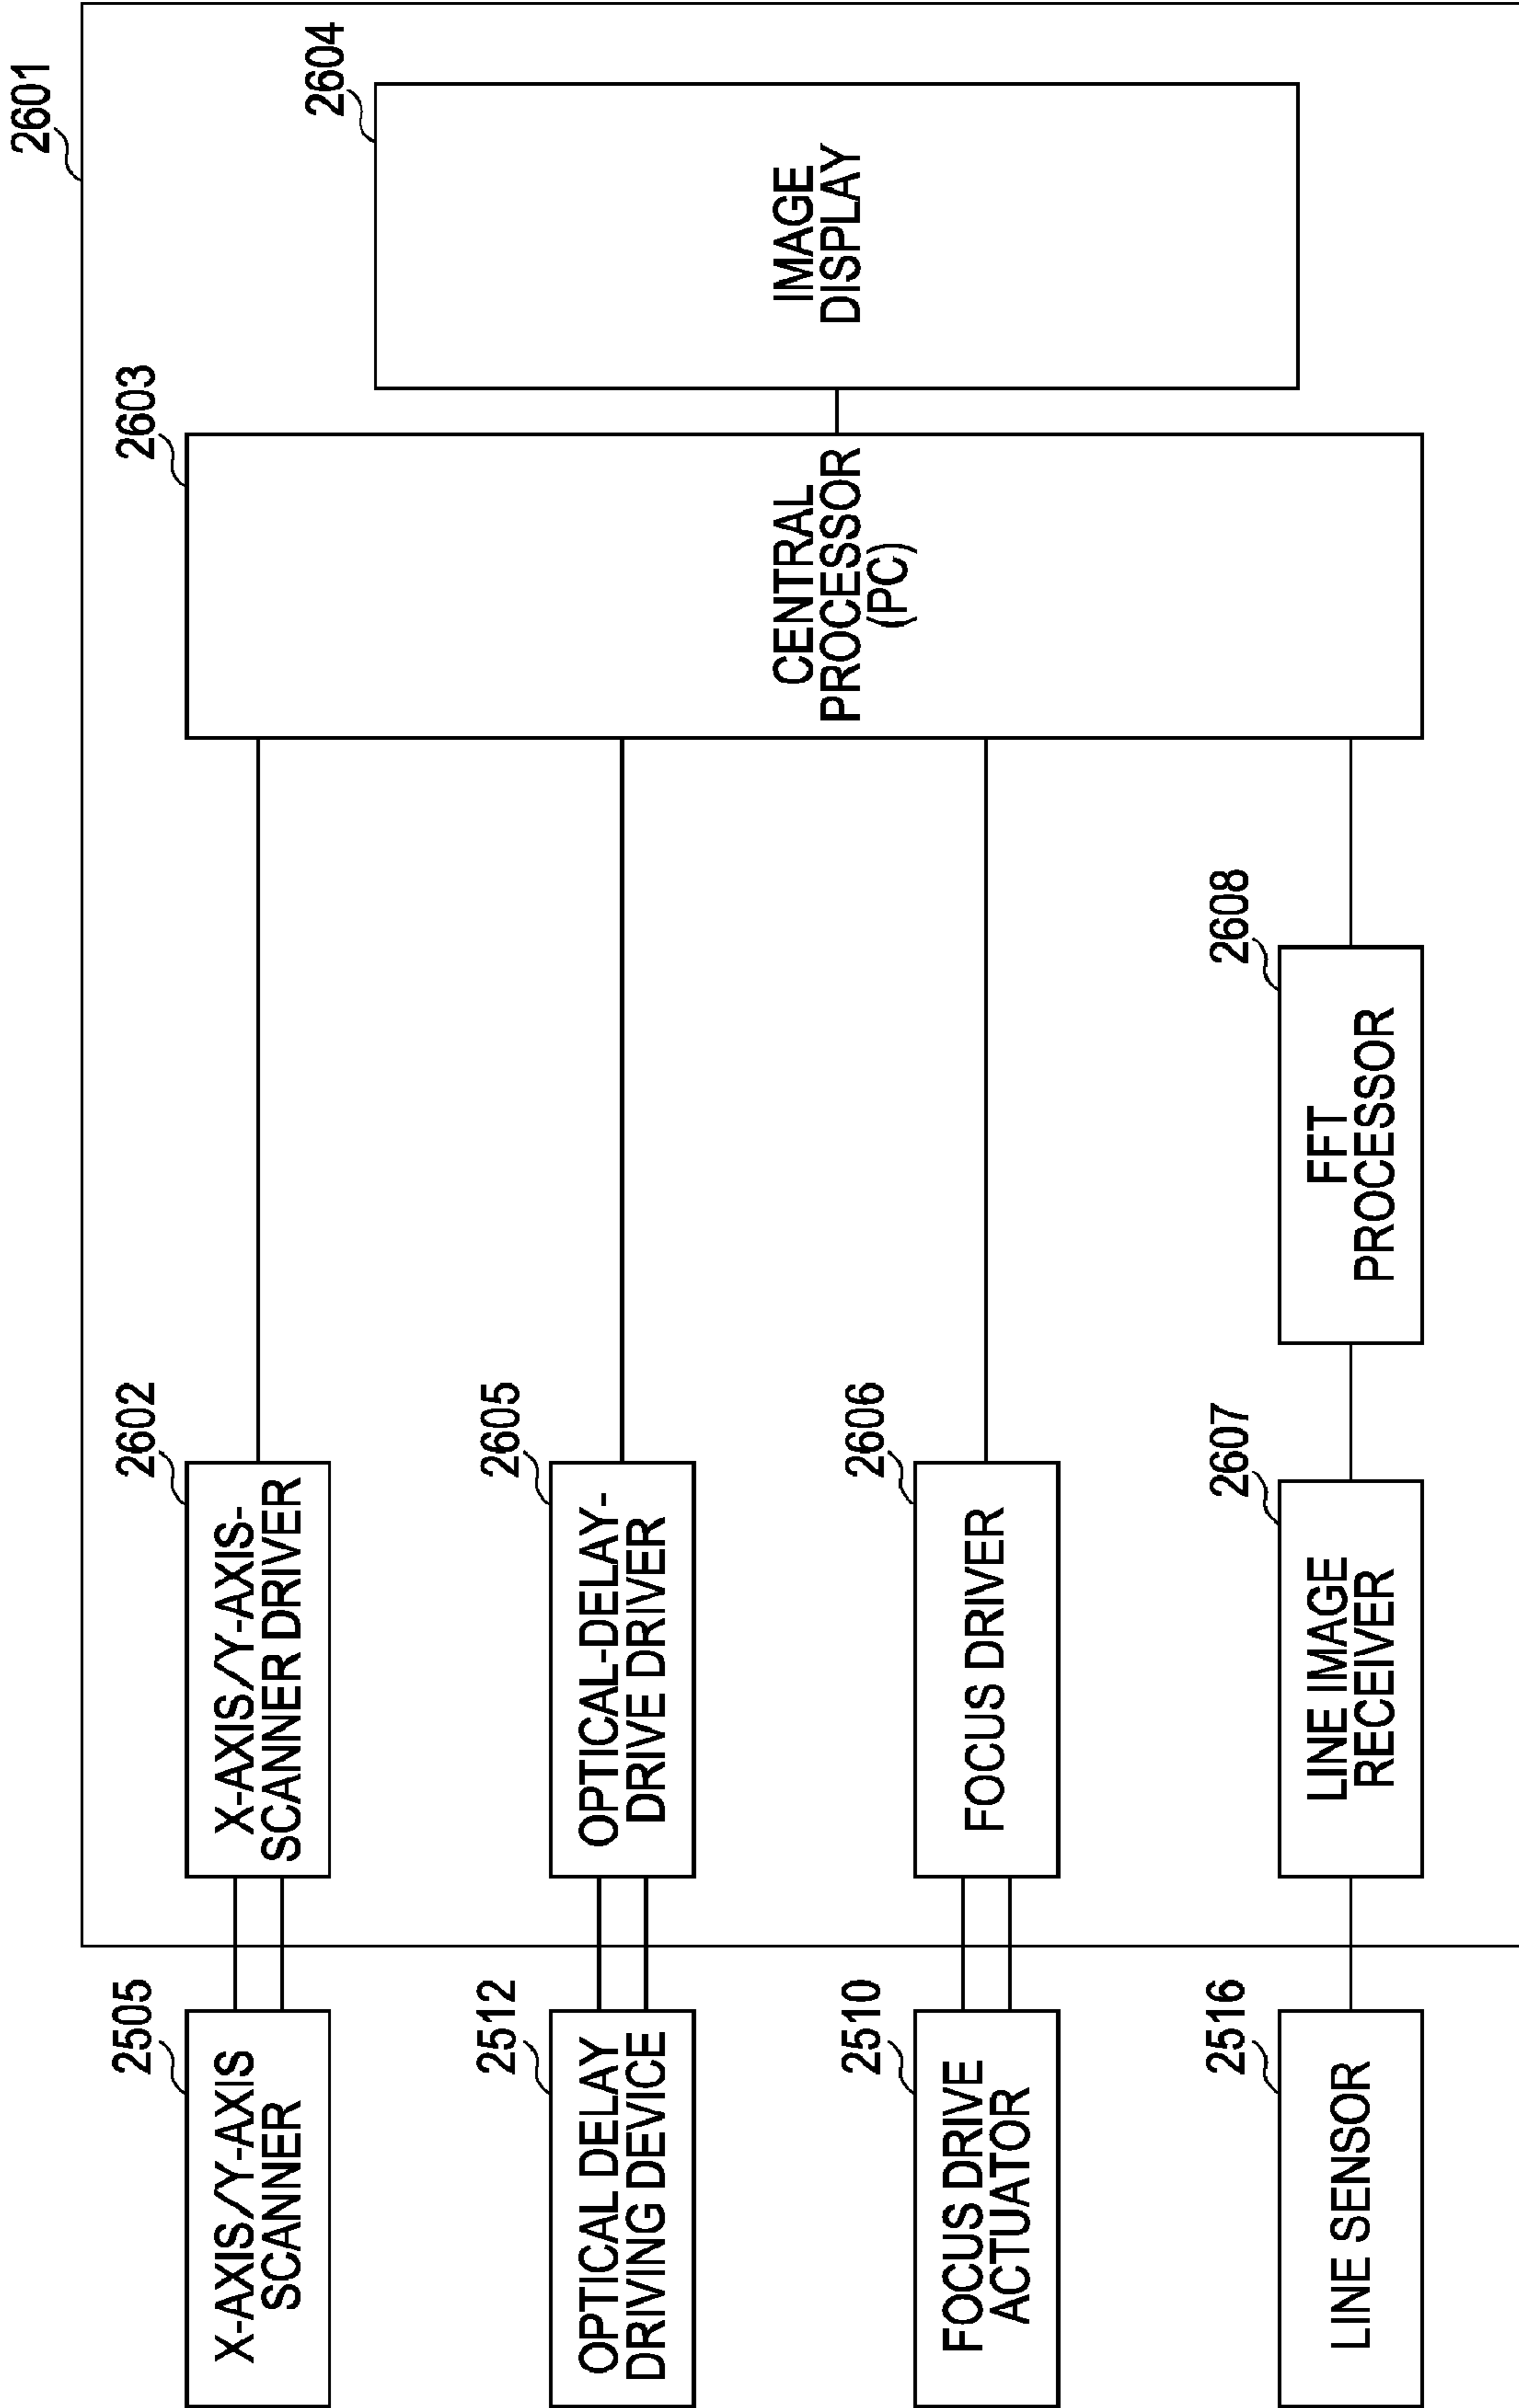 2601
2505
X-AXIS/Y-AXIS
SCANNER
2602
X-AXIS/Y-AXIS-
SCANNER DRIVER
2603
CENTRAL
PROCESSOR
(PC)
2604
IMAGE
DISPLAY
2512
OPTICAL DELAY
DRIVING DEVICE
2605
OPTICAL-DELAY-
DRIVE DRIVER
2510
FOCUS DRIVE
ACTUATOR
2606
FOCUS DRIVER
2516
LINE SENSOR
2607
LINE IMAGE
RECEIVER
2608
FFT
PROCESSOR